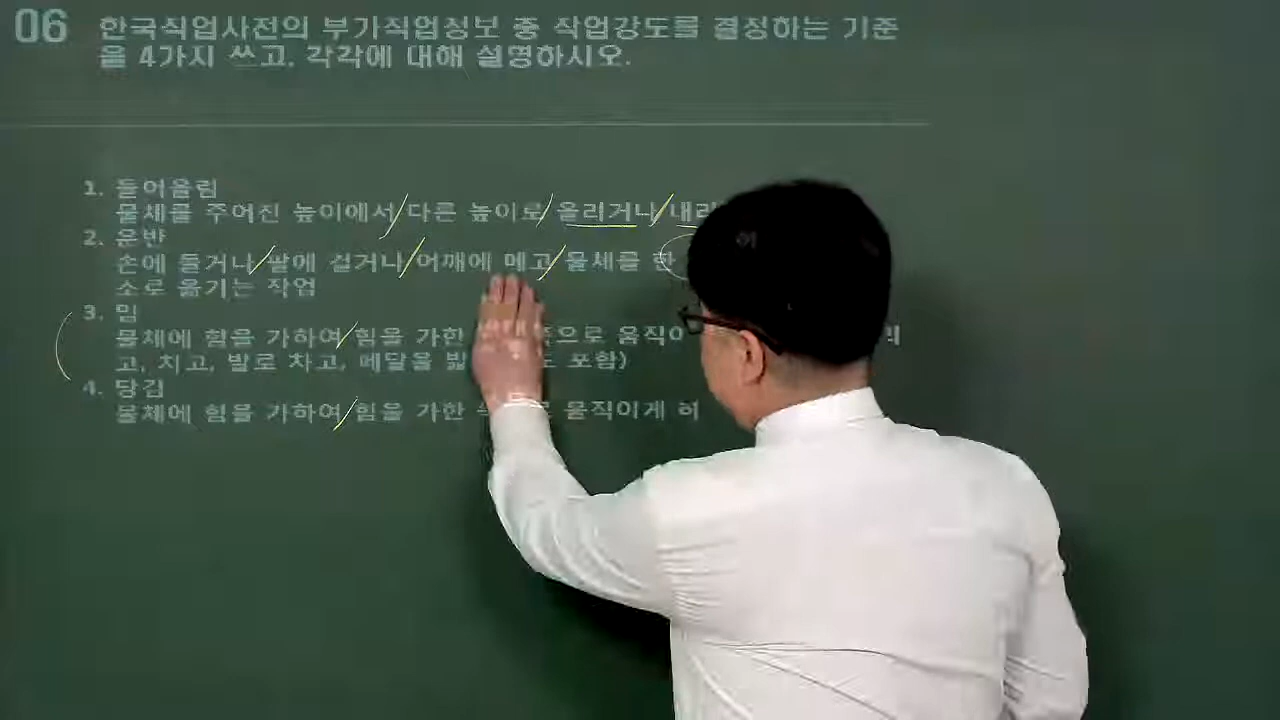 06 한국직업사전의 부가직업정보 중 작업강도를 결정하는 기준
을 4가지 쓰고, 각각에 대해 설명하시오.
1. 들어올림
물체를 주어진 높이에서 다른 높이로 올리거나 내리
2. 운반
손에 들거나 팔에 걸거나 어깨에 메고 물체를 한
소로 옮기는 작업
3. 밈
물체에 힘을 가하여 힘을 가한 으로 움직이
고, 치고, 발로 차고, 페달을 밟 도 포함)
4. 당김
물체에 힘을 가하여 힘을 가한 움직이게 하